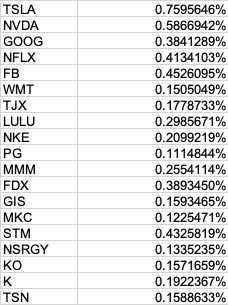 TSLA 0.7595646%
NVDA 0.5866942%
GOOG 0.3841289%
NFLX 0.4134103%
FB 0.4526095%
WMT 0.1505049%
TJX 0.1778733%
LULU 0.2985671%
NKE 0.2099219%
PG 0.1114844%
MMM 0.2554114%
FDX 0.3893450%
GIS 0.1593465%
MKC 0.1225471%
STM 0.4325819%
NSRGY 0.1335235%
KO 0.1571659%
K 0.1922367%
TSN 0.1588633%